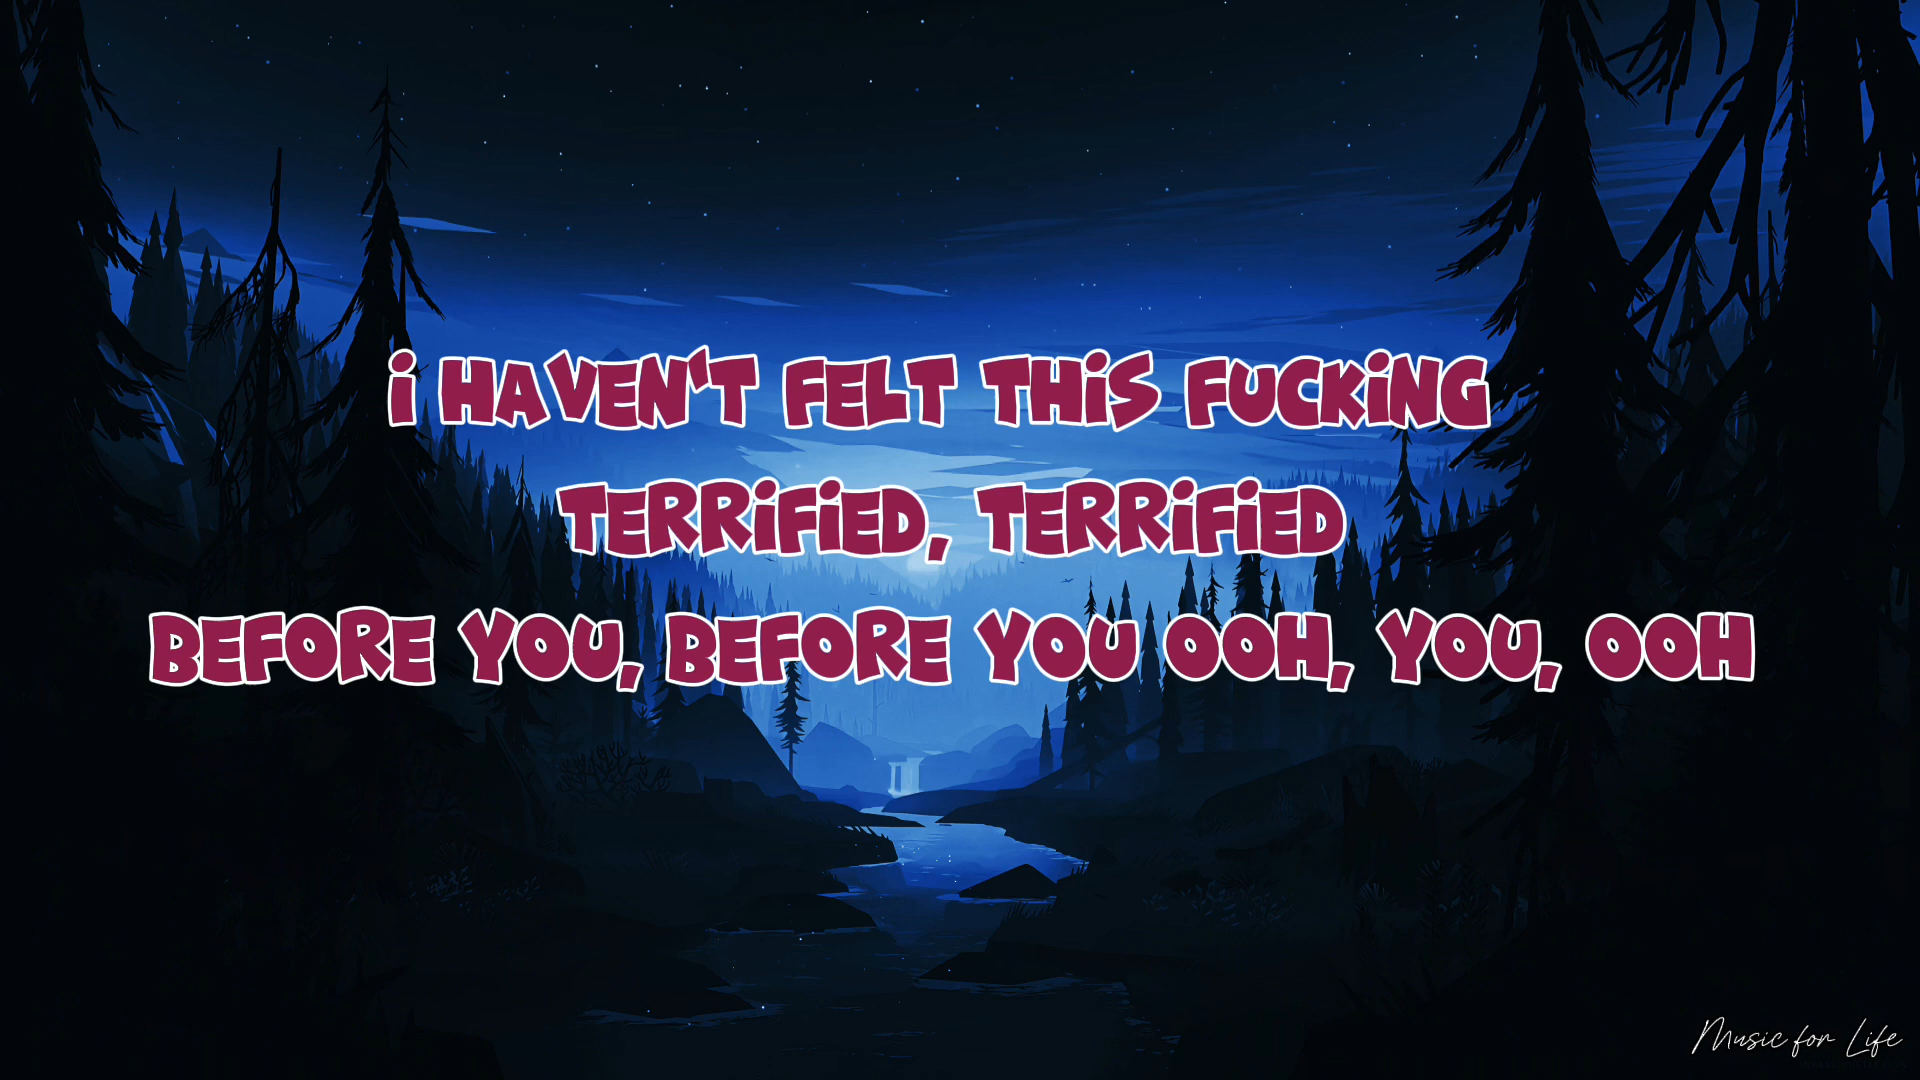 i HAVEN'T FELT THiS FUCKiNG
TERRiFiED, TERRiFiED
BEFORE YOU, BEFORE YOU OOH, YOU, OOH
Music for Life